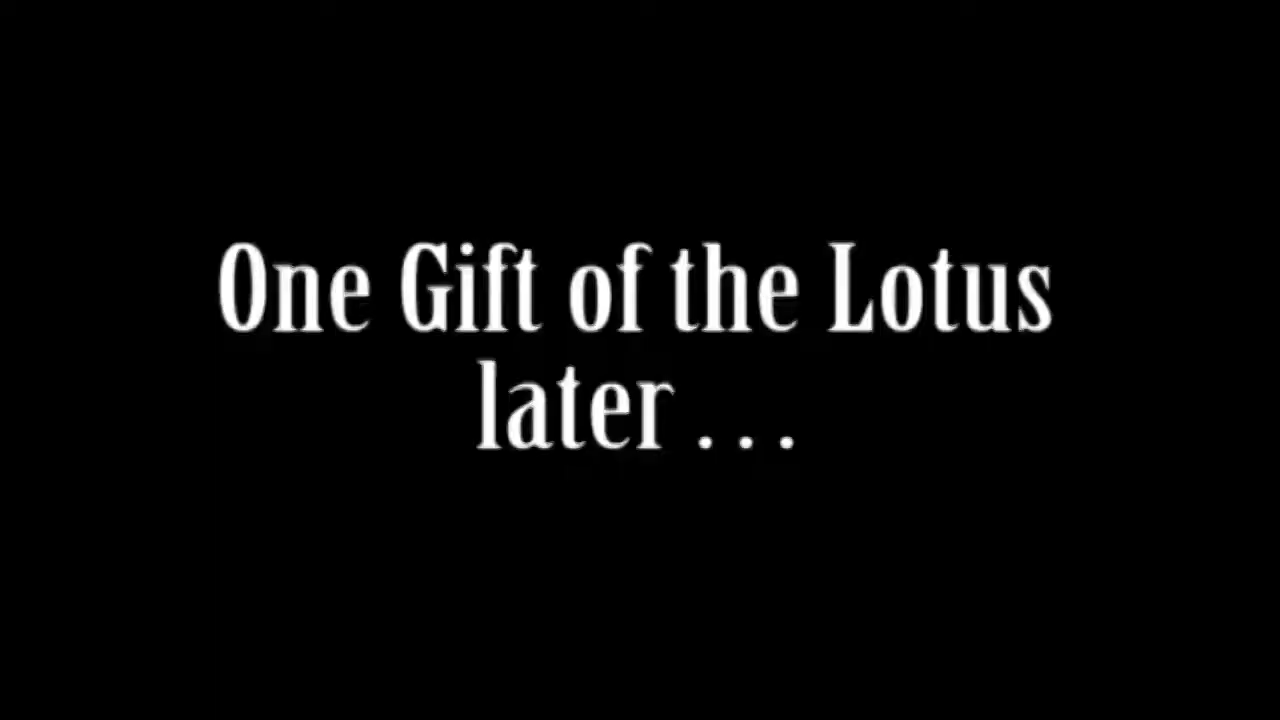 One Gift of the Lotus
later . . .